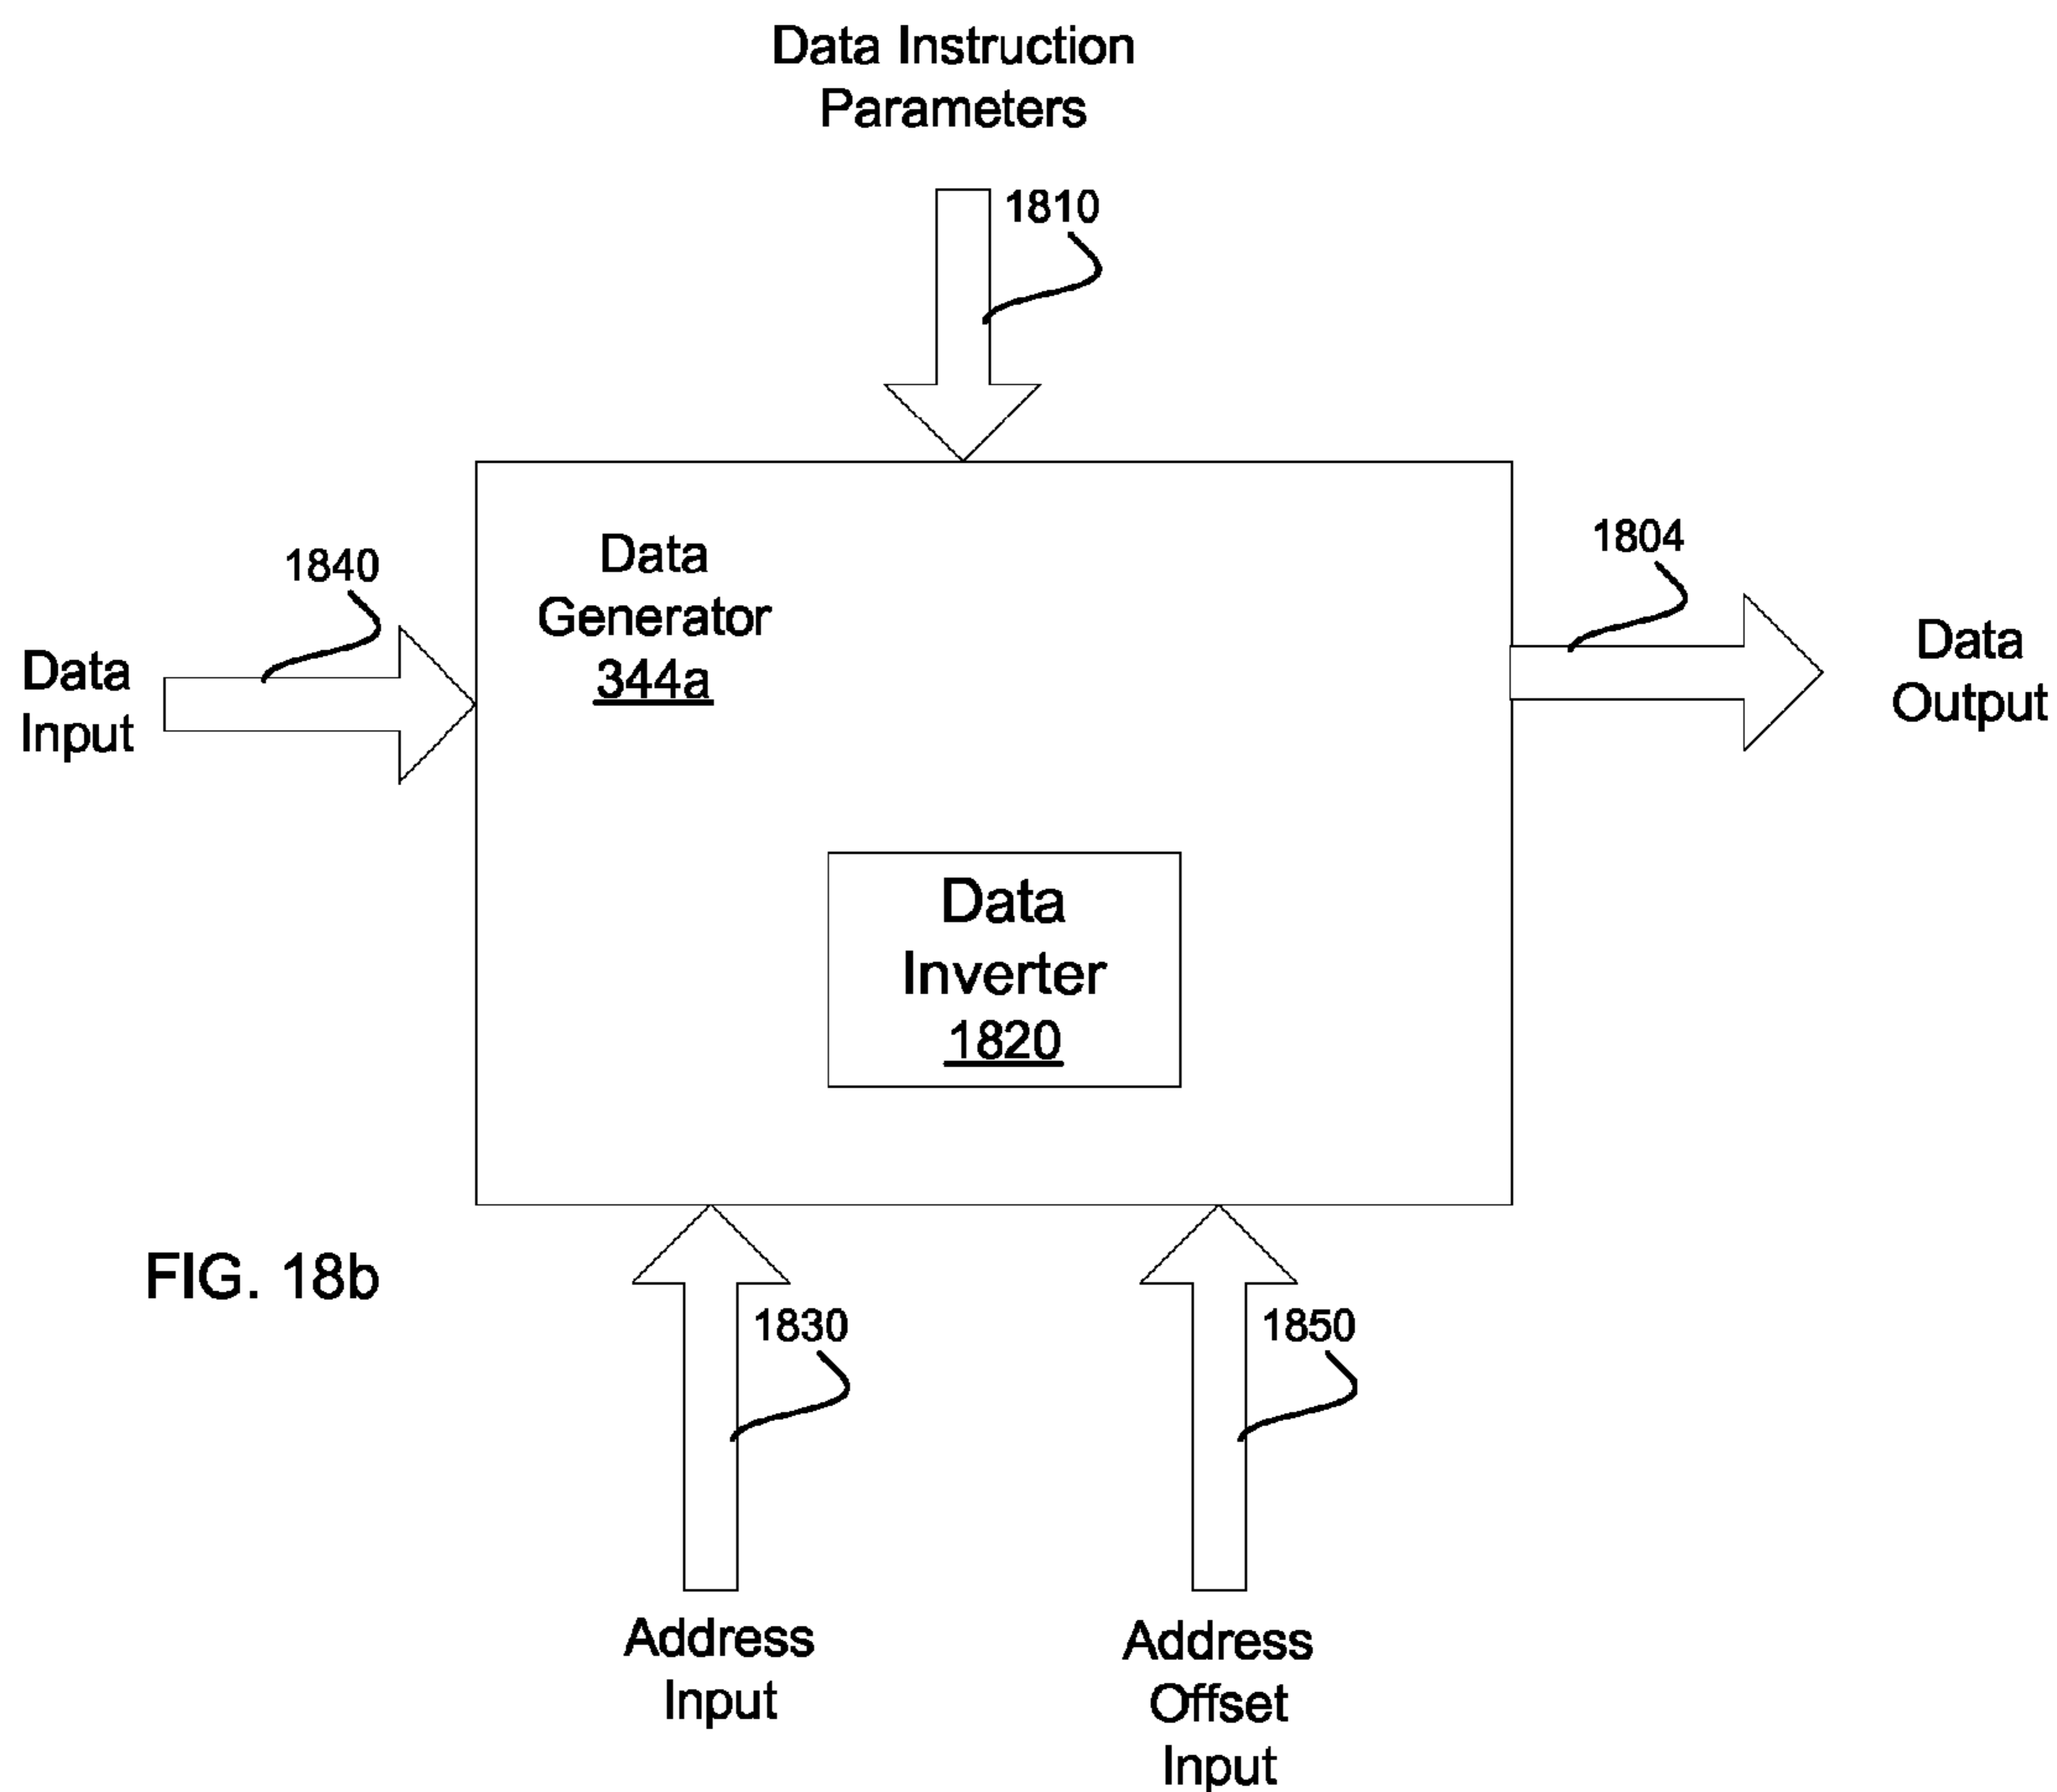 Data Instruction
Parameters
1810
1840
Data
Input
Data
Generator
344a
1804
Data
Output
Data
Inverter
1820
FIG. 18b
1830
1850
Address
Input
Address
Offset
Input